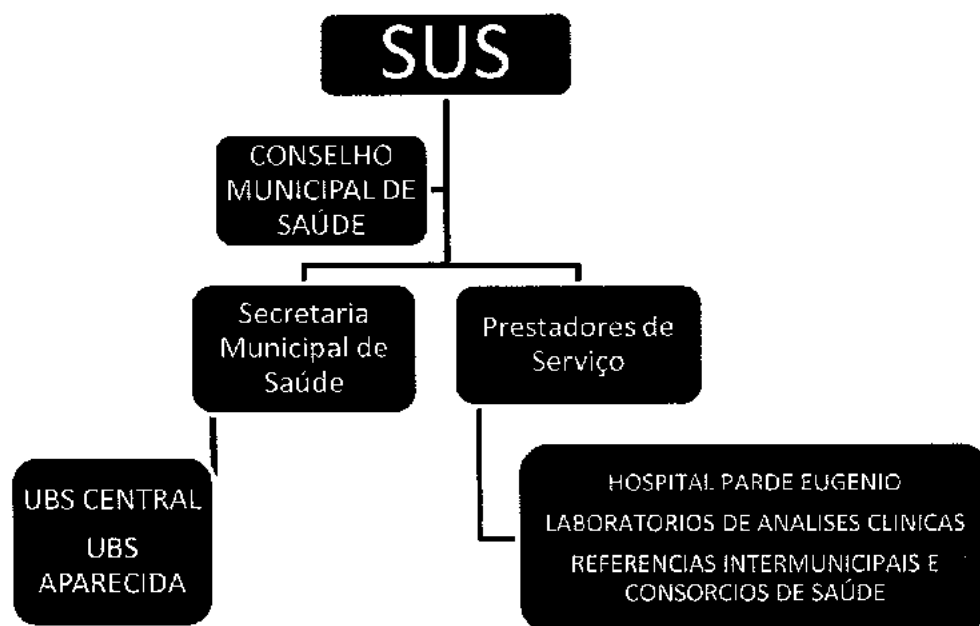 SUS
CONSELHO
MUNICIPAL DE
SAÚDE
Secretaria
Municipal de
Saúde
Prestadores de
Serviço
UBS CENTRAL
UBS
APARECIDA
HOSPITAL PARDE EUGENIO
LABORATORIOS DE ANALISES CLINICAS
REFERENCIAS INTERMUNICIPAIS E
CONSORCIOS DE SAÚDE